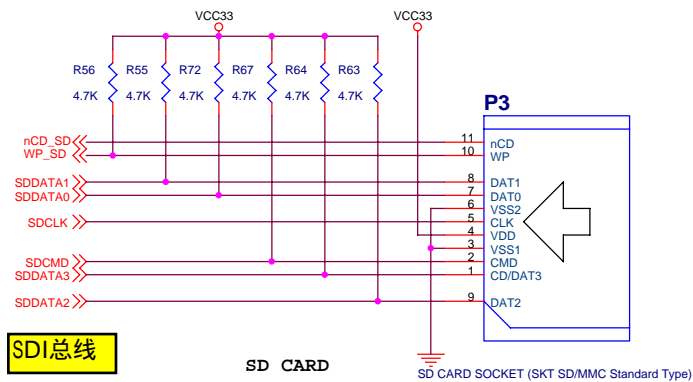 VCC33 VCC33
R56 R55 R72 R67 R64 R63
4.7K 4.7K 4.7K 4.7K 4.7K 4.7K
P3
nCD_SD 11 nCD
WP_SD 10 WP
SDDATA1 8 DAT1
SDDATA0 7 DAT0
6 VSS2
SDCLK 5 CLK
4 VDD
3 VSS1
SDCMD 2 CMD
SDDATA3 1 CD/DAT3
SDDATA2 9 DAT2
SDI总线
SD CARD
SD CARD SOCKET (SKT SD/MMC Standard Type)